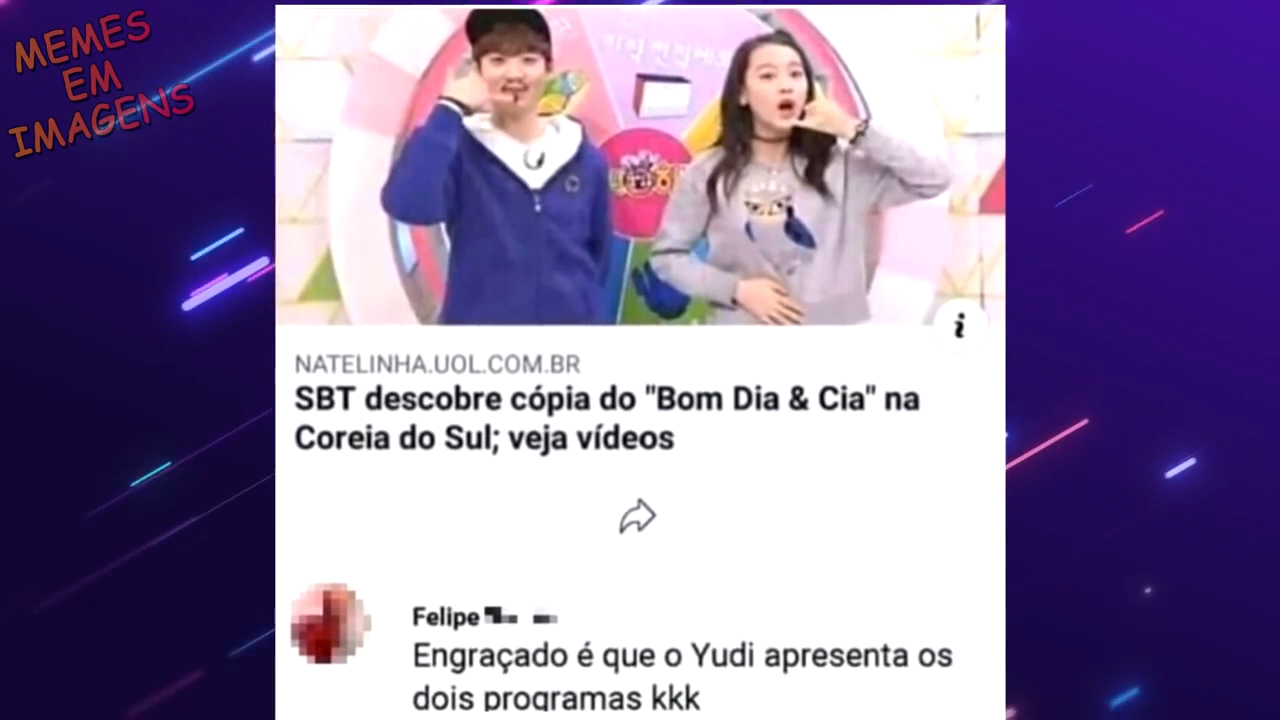 MEMES
EM
IMAGENS
NATELINHA.UOL.COM.BR
SBT descobre cópia do "Bom Dia & Cia" na
Coreia do Sul; veja vídeos
Felipe
Engraçado é que o Yudi apresenta os
dois programas kkk